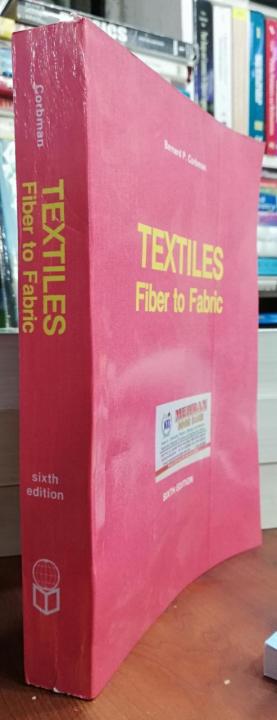 Corbman
TEXTILES
Fiber to Fabric
sixth
edition
Bernard P. Corbman
TEXTILES
Fiber to Fabric
SIXTH EDITION